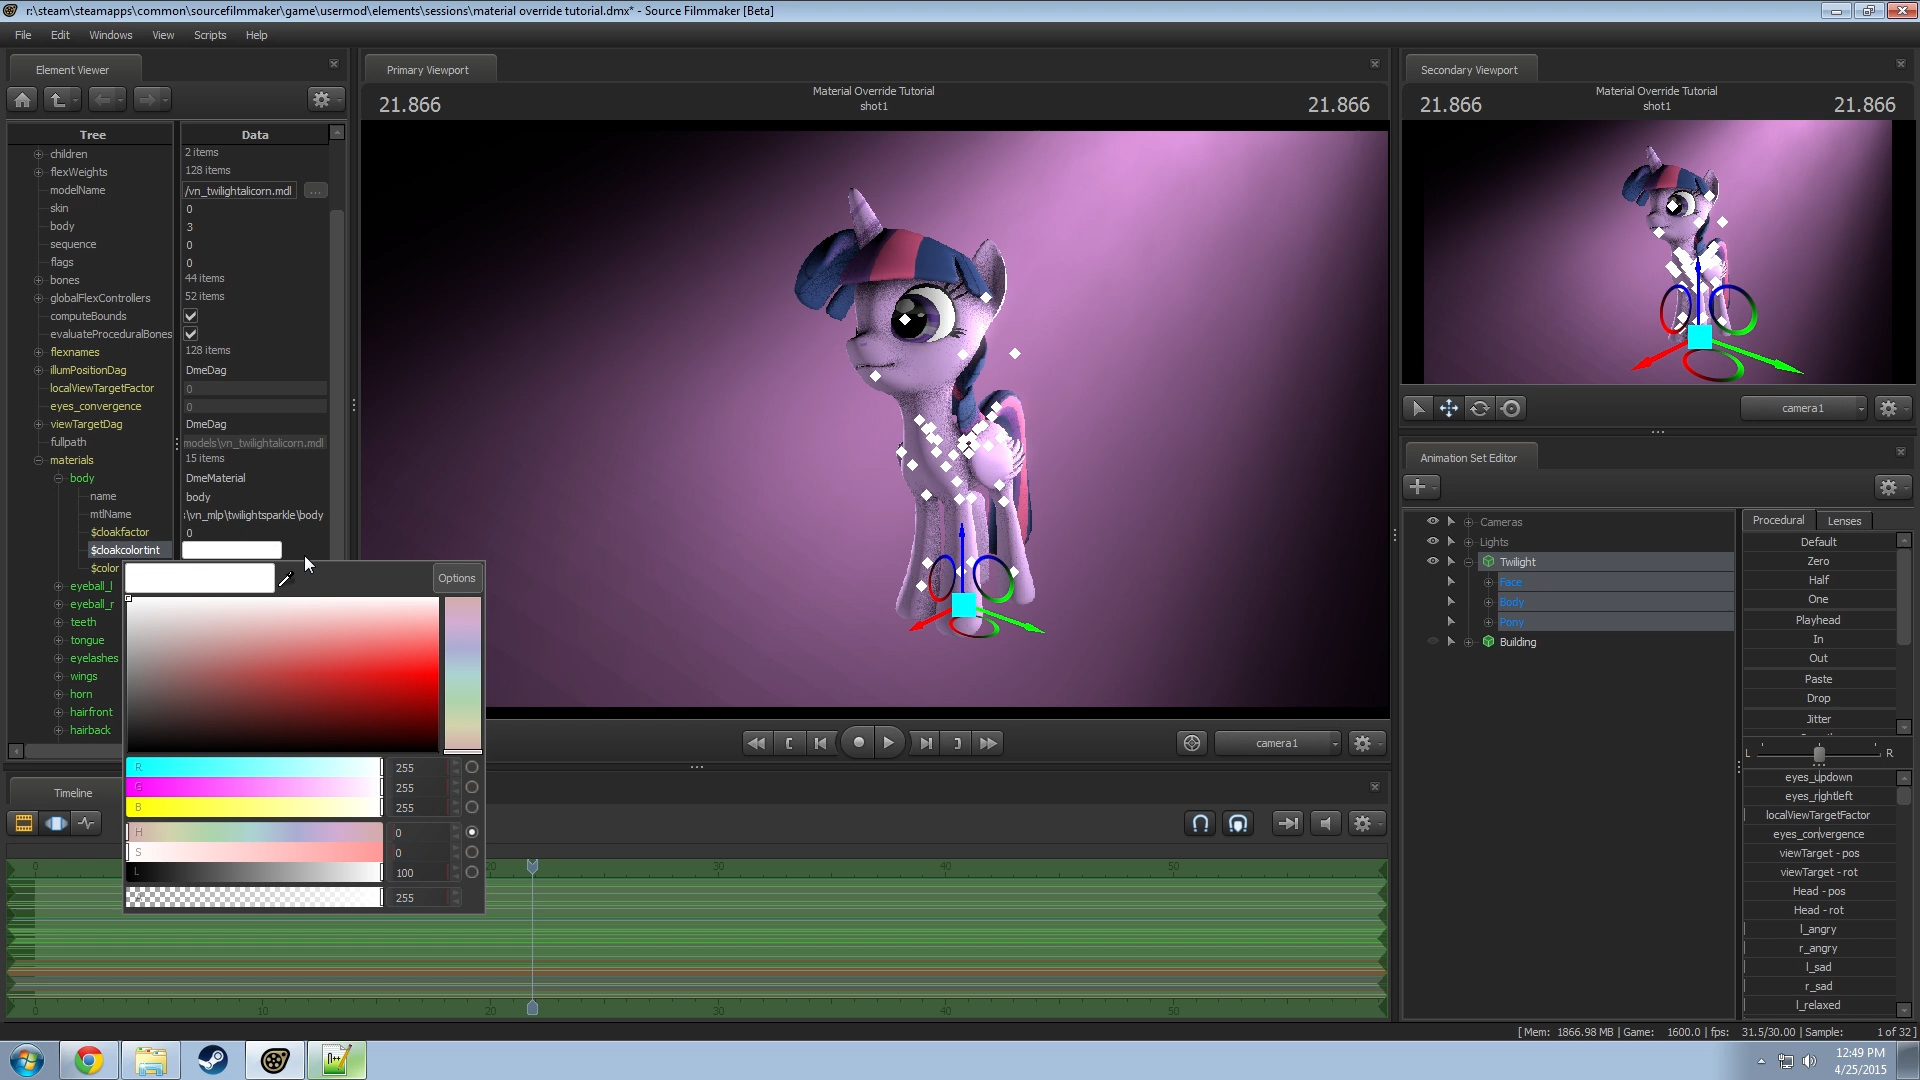 r:\steam\steamapps\common\sourcefilmmaker\game\usermod\elements\sessions\material override tutorial.dmx* - Source Filmmaker [Beta]
File Edit Windows View Scripts Help
Element Viewer
Tree Data
children 2 items
flexWeights 128 items
modelName /vn_twilightalicorn.mdl ...
skin 0
body 3
sequence 0
flags 0
bones 44 items
globalFlexControllers 52 items
computeBounds
evaluateProceduralBones
flexnames 128 items
illumPositionDag DmeDag
localViewTargetFactor 0
eyes_convergence 0
viewTargetDag DmeDag
fullpath models\vn_twilightalicorn.mdl
materials 15 items
body DmeMaterial
name body
mtlName \vn_mlp\twilightsparkle\body
$cloakfactor 0
$cloakcolortint
$color
eyeball_l
eyeball_r
teeth
tongue
eyelashes
wings
horn
hairfront
hairback
Options
R 255
G 255
B 255
H 0
S 0
L 100
255
Primary Viewport
Material Override Tutorial
21.866 shot1 21.866
camera1
Secondary Viewport
Material Override Tutorial
21.866 shot1 21.866
camera1
Animation Set Editor
Cameras
Lights
Twilight
Face
Body
Pony
Building
Procedural Lenses
Default
Zero
Half
One
Playhead
In
Out
Paste
Drop
Jitter
L R
eyes_updown
eyes_rightleft
localViewTargetFactor
eyes_convergence
viewTarget - pos
viewTarget - rot
Head - pos
Head - rot
l_angry
r_angry
l_sad
r_sad
l_relaxed
Timeline
0 20 40 50
0 10 20 40 50
[ Mem: 1866.98 MB | Game: 1600.0 | fps: 31.5/30.00 | Sample: 1 of 32 ]
12:49 PM
4/25/2015